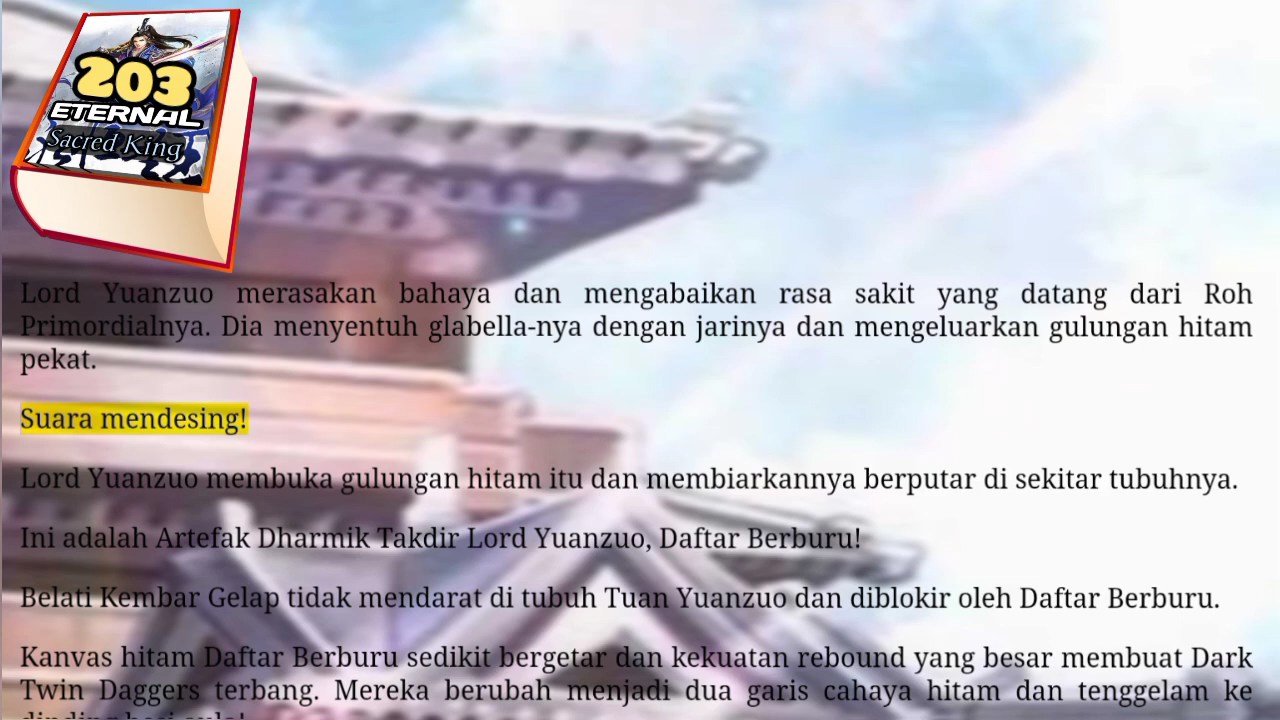 203
ETERNAL
Sacred King
Lord Yuanzuo merasakan bahaya dan mengabaikan rasa sakit yang datang dari Roh
Primordialnya. Dia menyentuh glabella-nya dengan jarinya dan mengeluarkan gulungan hitam
pekat.
Suara mendesing!
Lord Yuanzuo membuka gulungan hitam itu dan membiarkannya berputar di sekitar tubuhnya.
Ini adalah Artefak Dharmik Takdir Lord Yuanzuo, Daftar Berburu!
Belati Kembar Gelap tidak mendarat di tubuh Tuan Yuanzuo dan diblokir oleh Daftar Berburu.
Kanvas hitam Daftar Berburu sedikit bergetar dan kekuatan rebound yang besar membuat Dark
Twin Daggers terbang. Mereka berubah menjadi dua garis cahaya hitam dan tenggelam ke